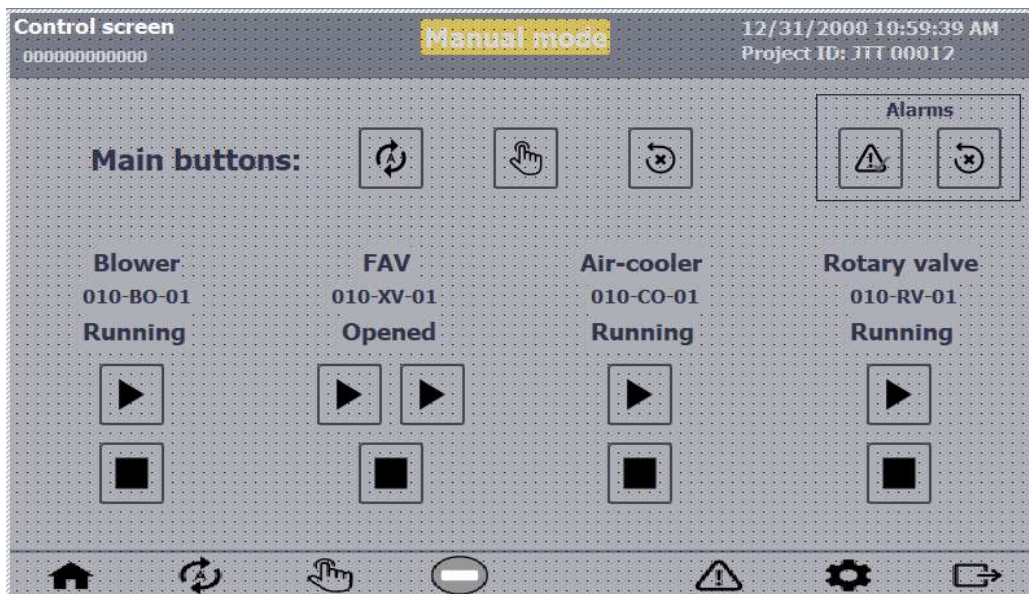 Control screen
000000000000
Manual mode
12/31/2000 10:59:39 AM
Project ID: JTT 00012
Alarms
Main buttons:
Blower
010-BO-01
Running
FAV
010-XV-01
Opened
Air-cooler
010-CO-01
Running
Rotary valve
010-RV-01
Running